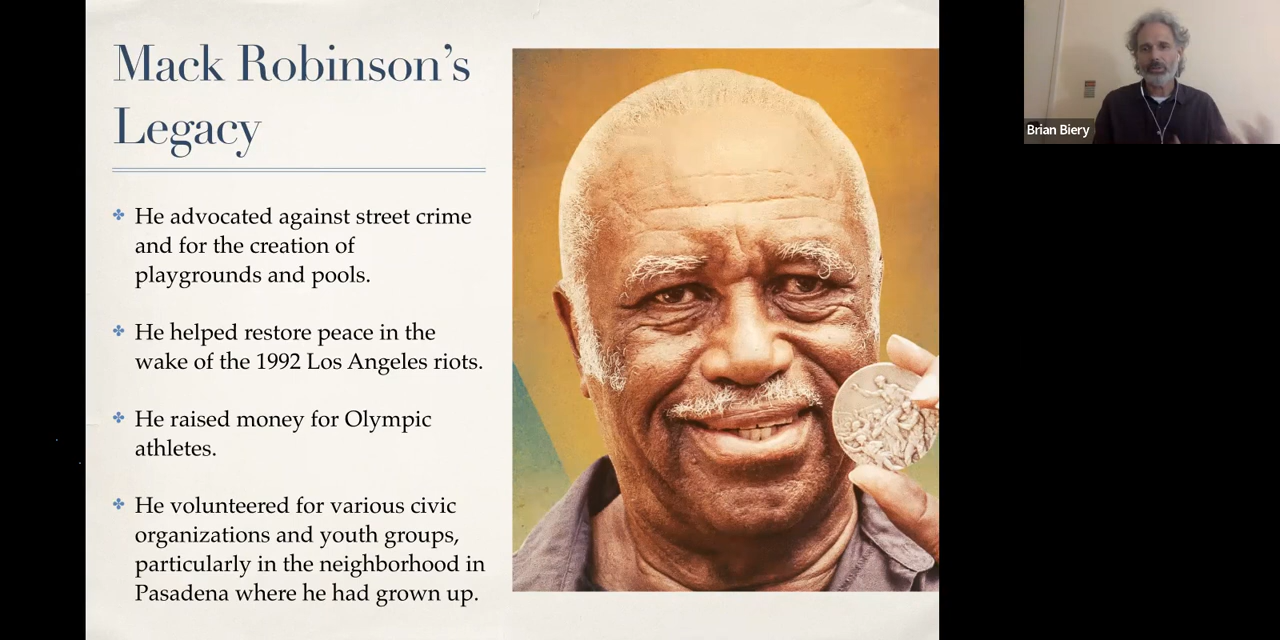 Mack Robinson's
Legacy
He advocated against street crime
and for the creation of
playgrounds and pools.
He helped restore peace in the
wake of the 1992 Los Angeles riots.
He raised money for Olympic
athletes.
He volunteered for various civic
organizations and youth groups,
particularly in the neighborhood in
Pasadena where he had grown up.
Brian Biery